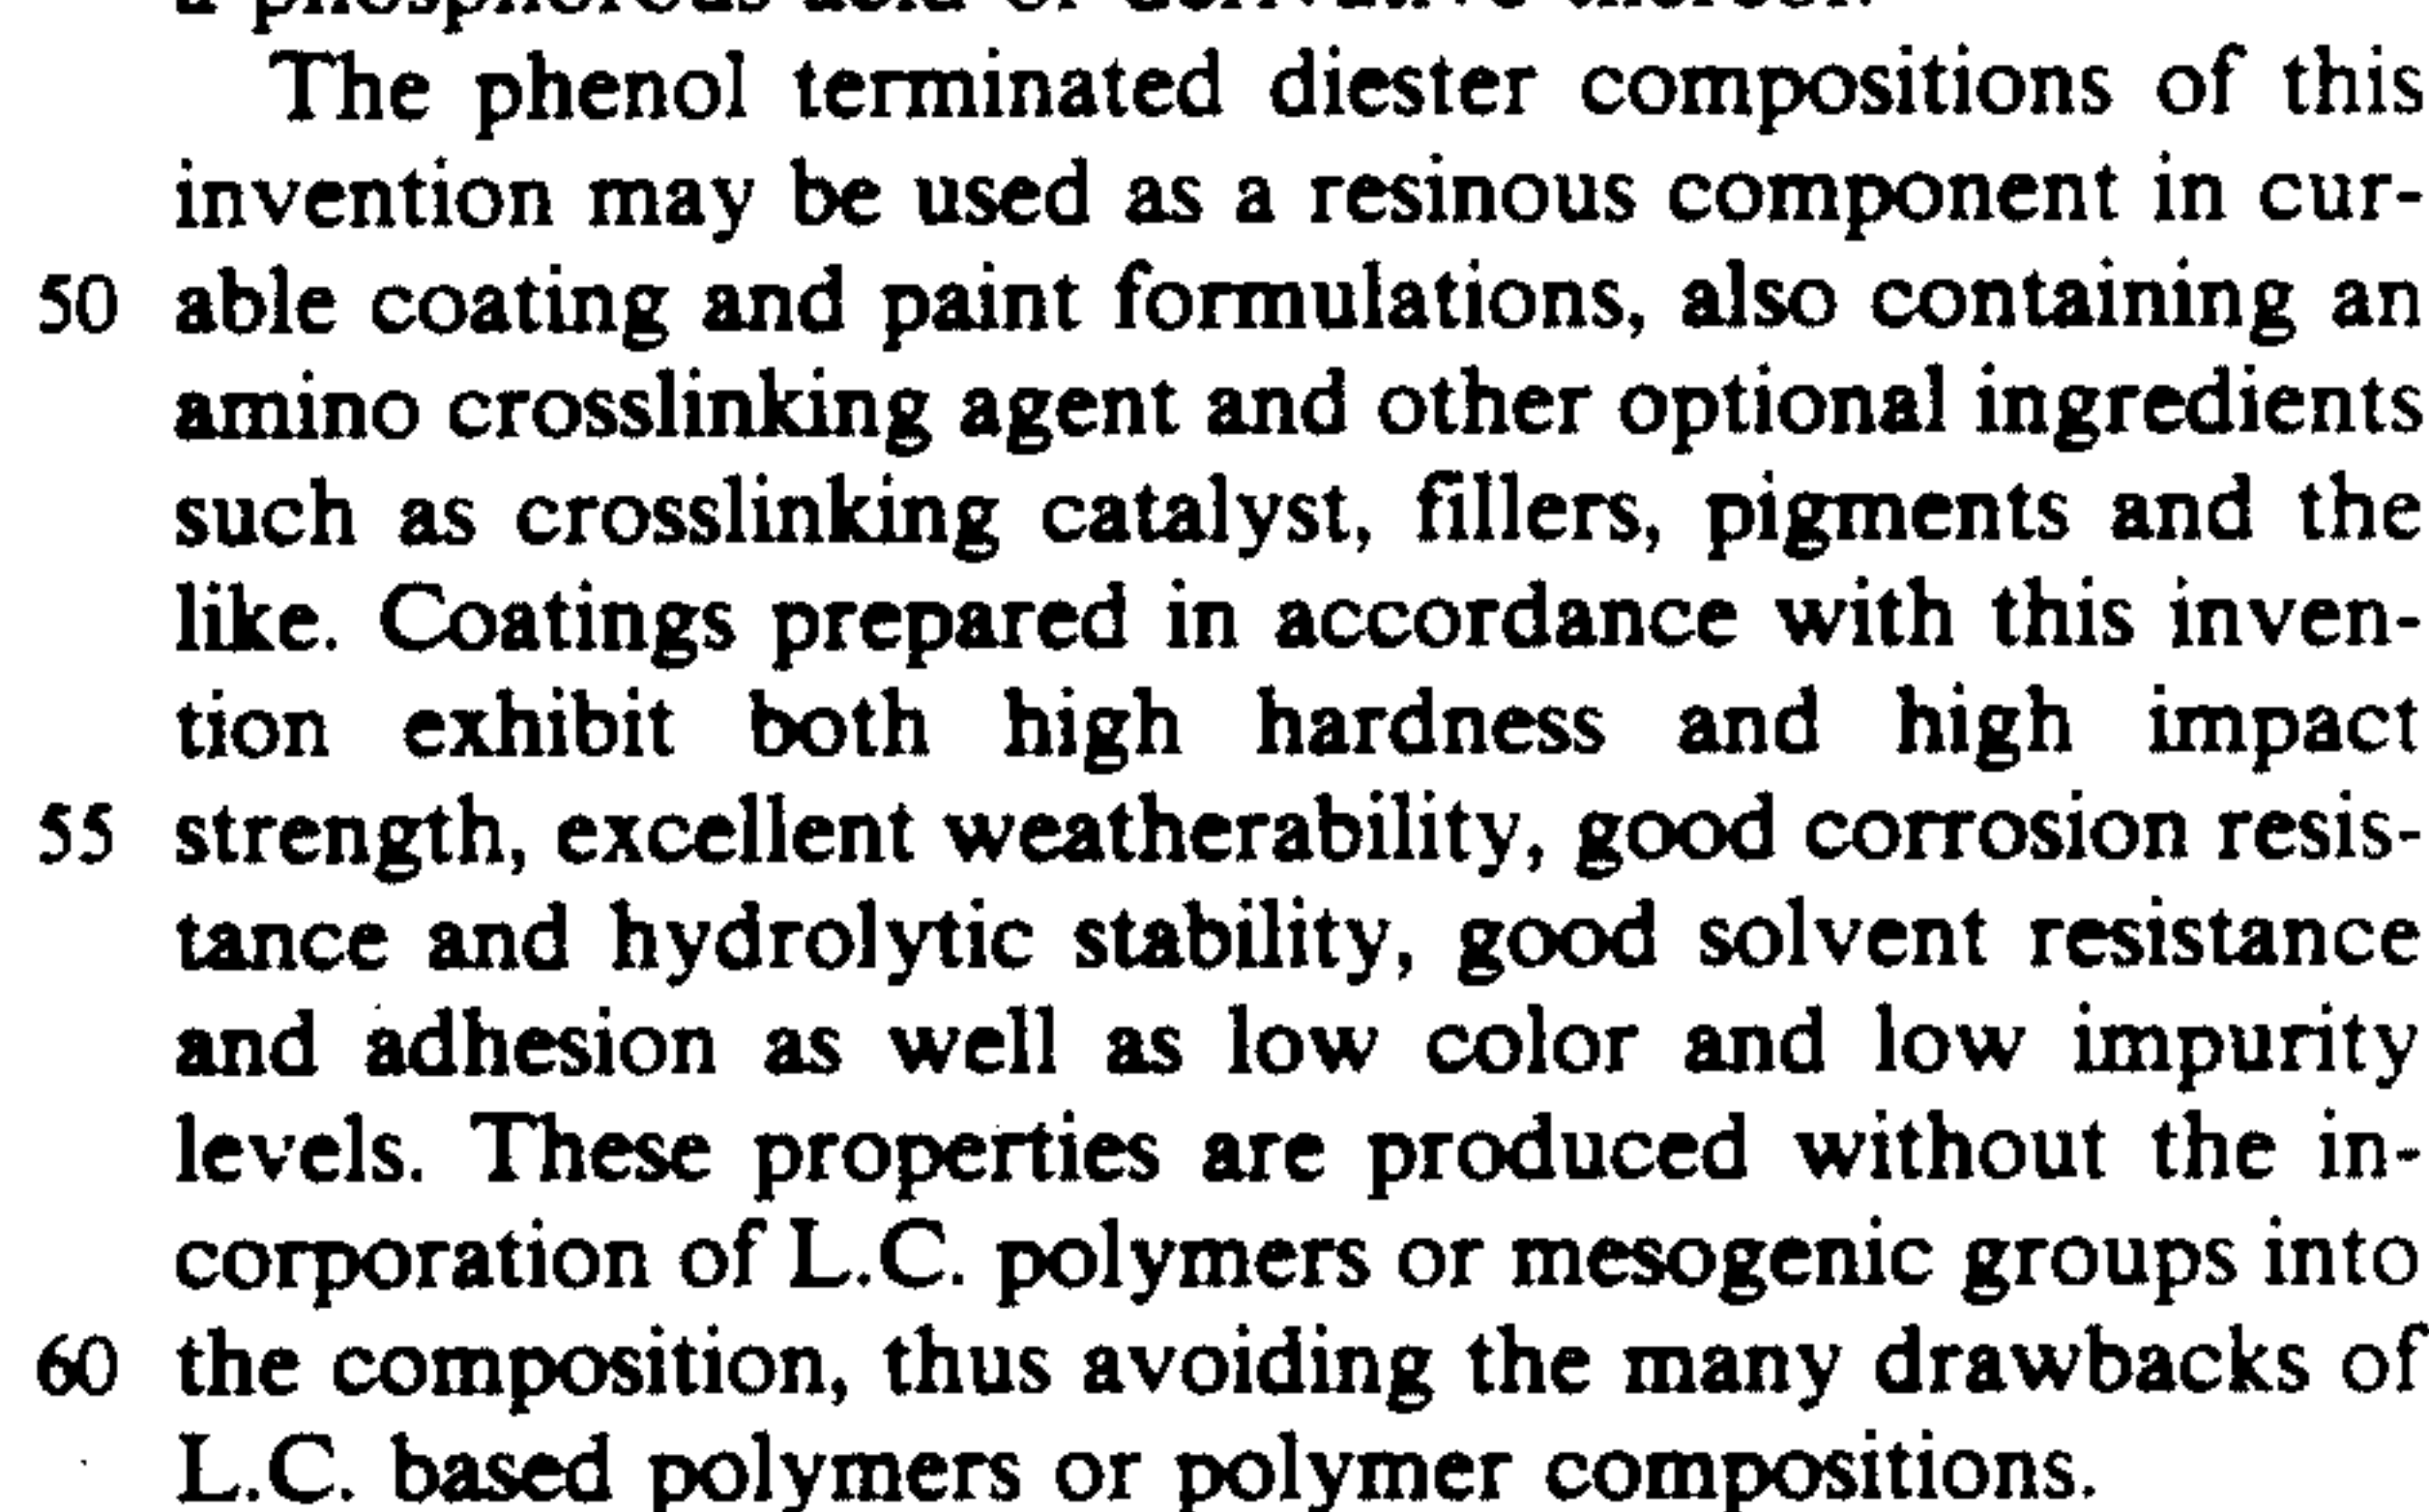 a phosphorous acid or derivative thereof.
The phenol terminated diester compositions of this
invention may be used as a resinous component in cur-
50 able coating and paint formulations, also containing an
amino crosslinking agent and other optional ingredients
such as crosslinking catalyst, fillers, pigments and the
like. Coatings prepared in accordance with this inven-
tion exhibit both high hardness and high impact
55 strength, excellent weatherability, good corrosion resis-
tance and hydrolytic stability, good solvent resistance
and adhesion as well as low color and low impurity
levels. These properties are produced without the in-
corporation of L.C. polymers or mesogenic groups into
60 the composition, thus avoiding the many drawbacks of
L.C. based polymers or polymer compositions.